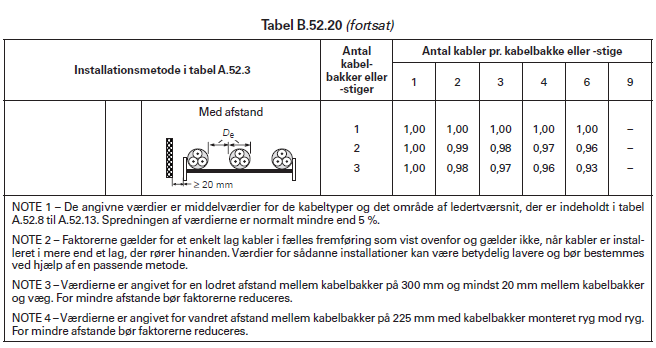 Tabel B.52.20 (fortsat)
Installationsmetode i tabel A.52.3
Antal kabel- bakker eller -stiger
Antal kabler pr. kabelbakke eller -stige
1 2 3 4 6 9
Med afstand
De
≥ 20 mm
1 1,00 1,00 1,00 1,00 1,00 –
2 1,00 0,99 0,98 0,97 0,96 –
3 1,00 0,98 0,97 0,96 0,93 –
NOTE 1 – De angivne værdier er middelværdier for de kabeltyper og det område af ledertværsnit, der er indeholdt i tabel
A.52.8 til A.52.13. Spredningen af værdierne er normalt mindre end 5 %.
NOTE 2 – Faktorerne gælder for et enkelt lag kabler i fælles fremføring som vist ovenfor og gælder ikke, når kabler er instal-
leret i mere end et lag, der rører hinanden. Værdier for sådanne installationer kan være betydelig lavere og bør bestemmes
ved hjælp af en passende metode.
NOTE 3 – Værdierne er angivet for en lodret afstand mellem kabelbakker på 300 mm og mindst 20 mm mellem kabelbakker
og væg. For mindre afstande bør faktorerne reduceres.
NOTE 4 – Værdierne er angivet for vandret afstand mellem kabelbakker på 225 mm med kabelbakker monteret ryg mod ryg.
For mindre afstande bør faktorerne reduceres.